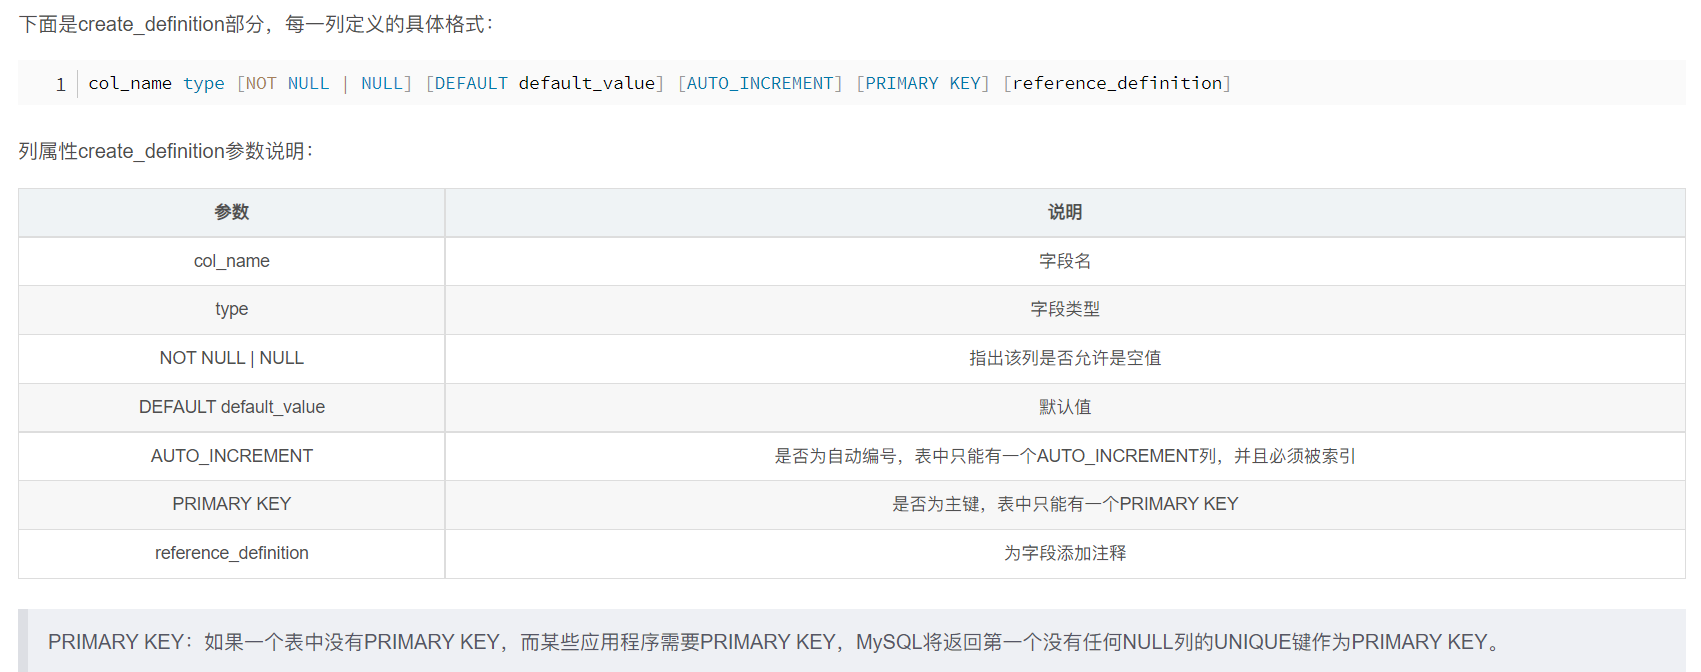 下面是create_definition部分，每一列定义的具体格式：
1 col_name type [NOT NULL | NULL] [DEFAULT default_value] [AUTO_INCREMENT] [PRIMARY KEY] [reference_definition]
列属性create_definition参数说明：
参数 说明
col_name 字段名
type 字段类型
NOT NULL | NULL 指出该列是否允许是空值
DEFAULT default_value 默认值
AUTO_INCREMENT 是否为自动编号，表中只能有一个AUTO_INCREMENT列，并且必须被索引
PRIMARY KEY 是否为主键，表中只能有一个PRIMARY KEY
reference_definition 为字段添加注释
PRIMARY KEY：如果一个表中没有PRIMARY KEY，而某些应用程序需要PRIMARY KEY，MySQL将返回第一个没有任何NULL列的UNIQUE键作为PRIMARY KEY。